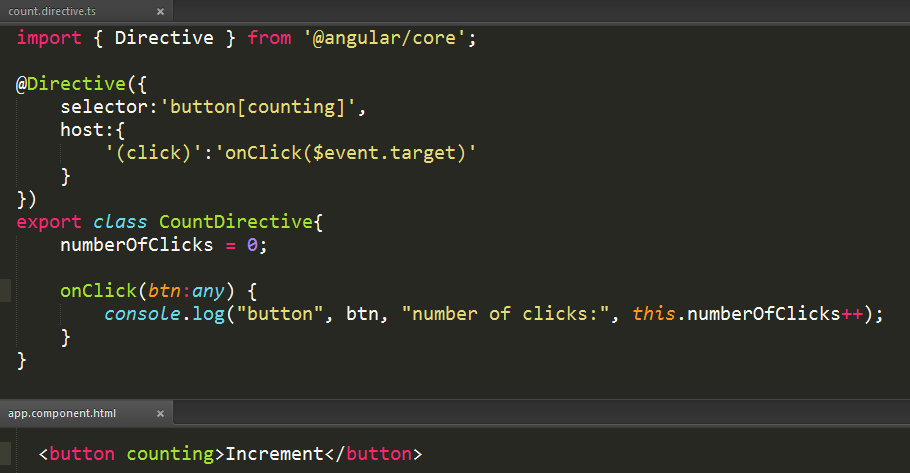 count.directive.ts ×
import { Directive } from '@angular/core';
@Directive({
selector:'button[counting]',
host:{
'(click)':'onClick($event.target)'
}
})
export class CountDirective{
numberOfClicks = 0;
onClick(btn:any) {
console.log("button", btn, "number of clicks:", this.numberOfClicks++);
}
}
app.component.html ×
<button counting>Increment</button>